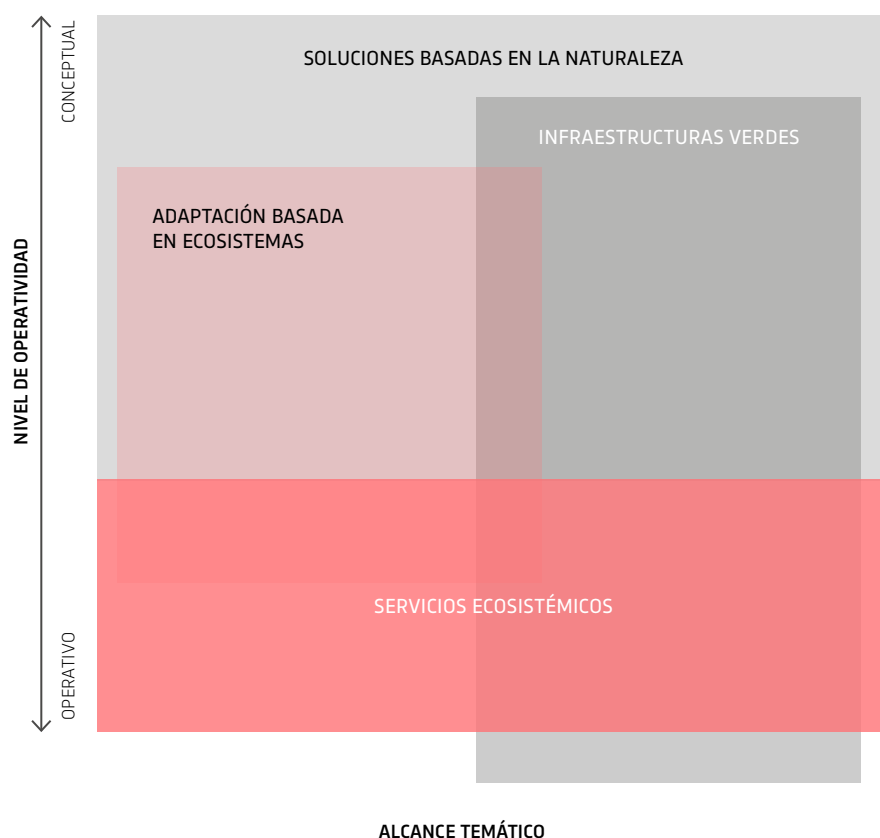 CONCEPTUAL
SOLUCIONES BASADAS EN LA NATURALEZA
INFRAESTRUCTURAS VERDES
ADAPTACIÓN BASADA
EN ECOSISTEMAS
NIVEL DE OPERATIVIDAD
SERVICIOS ECOSISTÉMICOS
OPERATIVO
ALCANCE TEMÁTICO